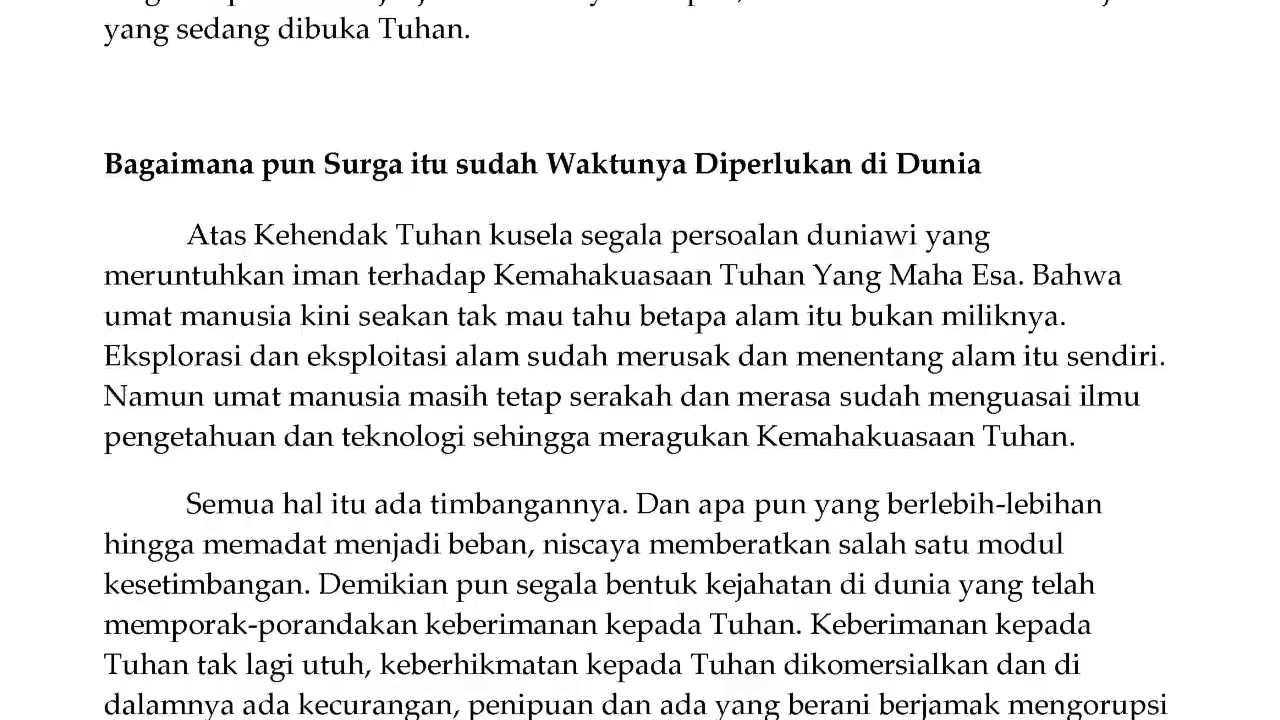 yang sedang dibuka Tuhan.
Bagaimana pun Surga itu sudah Waktunya Diperlukan di Dunia
Atas Kehendak Tuhan kusela segala persoalan duniawi yang
meruntuhkan iman terhadap Kemahakuasaan Tuhan Yang Maha Esa. Bahwa
umat manusia kini seakan tak mau tahu betapa alam itu bukan miliknya.
Eksplorasi dan eksploitasi alam sudah merusak dan menentang alam itu sendiri.
Namun umat manusia masih tetap serakah dan merasa sudah menguasai ilmu
pengetahuan dan teknologi sehingga meragukan Kemahakuasaan Tuhan.
Semua hal itu ada timbangannya. Dan apa pun yang berlebih-lebihan
hingga memadat menjadi beban, niscaya memberatkan salah satu modul
kesetimbangan. Demikian pun segala bentuk kejahatan di dunia yang telah
memporak-porandakan keberimanan kepada Tuhan. Keberimanan kepada
Tuhan tak lagi utuh, keberhikmatan kepada Tuhan dikomersialkan dan di
dalamnya ada kecurangan, penipuan dan ada yang berani berjamak mengorupsi